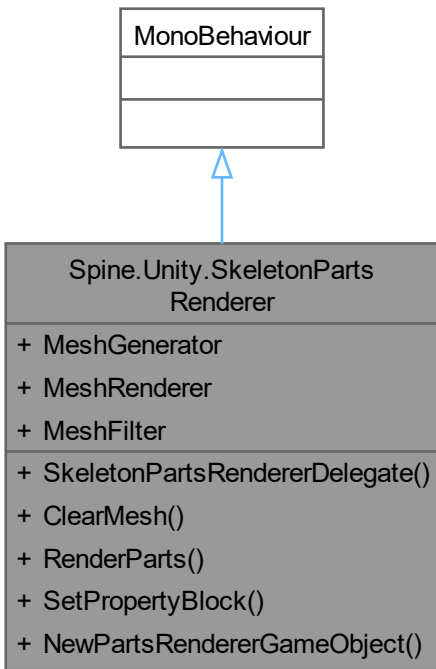 MonoBehaviour
Spine.Unity.SkeletonParts
Renderer
+ MeshGenerator
+ MeshRenderer
+ MeshFilter
+ SkeletonPartsRendererDelegate()
+ ClearMesh()
+ RenderParts()
+ SetPropertyBlock()
+ NewPartsRendererGameObject()